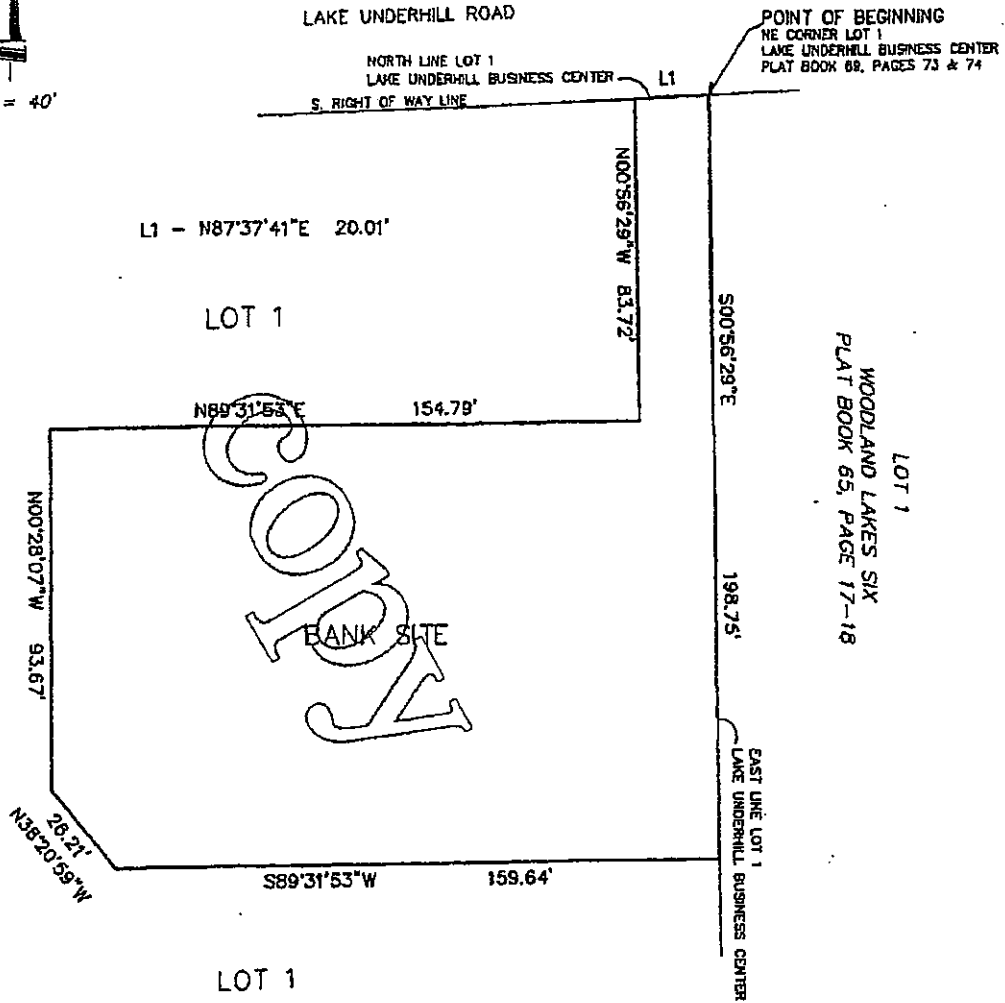 LAKE UNDERHILL ROAD
POINT OF BEGINNING
NE CORNER LOT 1
LAKE UNDERHILL BUSINESS CENTER
PLAT BOOK 69, PAGES 73 & 74
NORTH LINE LOT 1
LAKE UNDERHILL BUSINESS CENTER
L1
= 40'
S. RIGHT OF WAY LINE
N00°56'29"W 83.72'
L1 - N87°37'41"E 20.01'
LOT 1
S00°56'29"E 198.75'
LOT 1
WOODLAND LAKES SIX
PLAT BOOK 65, PAGE 17-18
N89°31'53"E 154.79'
Copy
N00°28'07"W 93.67'
BANK SITE
EAST LINE LOT 1
LAKE UNDERHILL BUSINESS CENTER
26.21'
N38°20'59"W
S89°31'53"W 159.64'
LOT 1